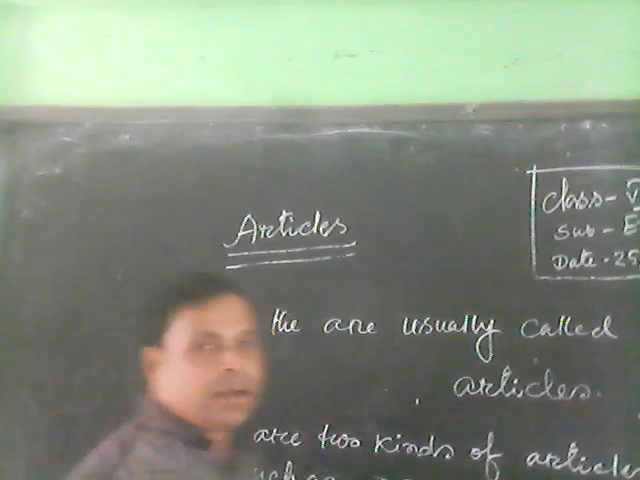 Articles
class - V
Sub - E
Date - 25
the are usually called
articles.
are two kinds of articles